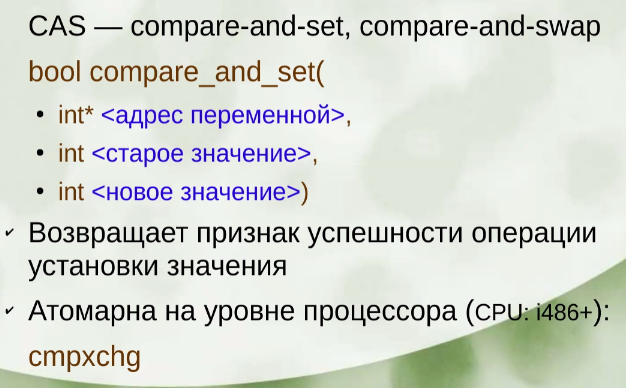 CAS — compare-and-set, compare-and-swap
bool compare_and_set(
• int* <адрес переменной>,
• int <старое значение>,
• int <новое значение>)
✔ Возвращает признак успешности операции
установки значения
✔ Атомарна на уровне процессора (CPU: i486+):
cmpxchg